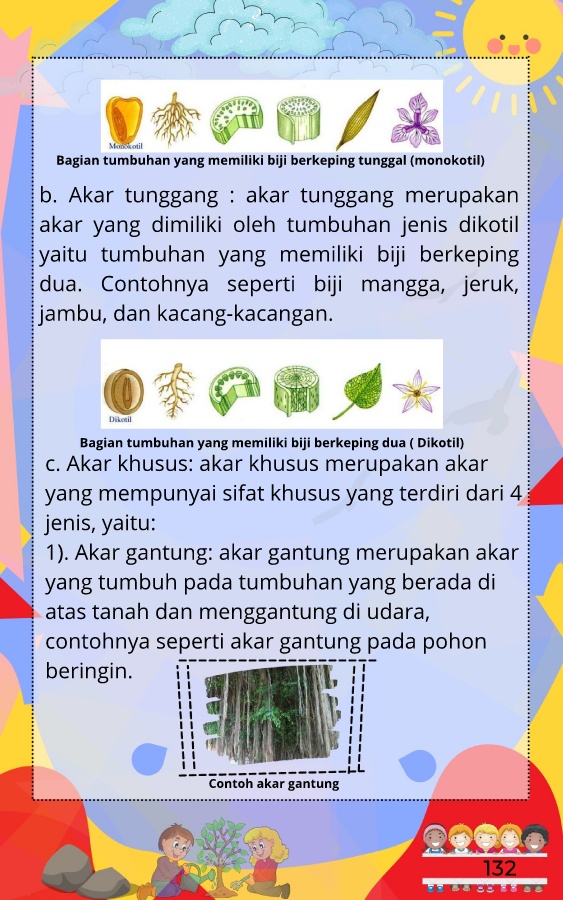 Monokotil
Bagian tumbuhan yang memiliki biji berkeping tunggal (monokotil)
b. Akar tunggang : akar tunggang merupakan
akar yang dimiliki oleh tumbuhan jenis dikotil
yaitu tumbuhan yang memiliki biji berkeping
dua. Contohnya seperti biji mangga, jeruk,
jambu, dan kacang-kacangan.
Dikotil
Bagian tumbuhan yang memiliki biji berkeping dua ( Dikotil)
c. Akar khusus: akar khusus merupakan akar
yang mempunyai sifat khusus yang terdiri dari 4
jenis, yaitu:
1). Akar gantung: akar gantung merupakan akar
yang tumbuh pada tumbuhan yang berada di
atas tanah dan menggantung di udara,
contohnya seperti akar gantung pada pohon
beringin.
Contoh akar gantung
132